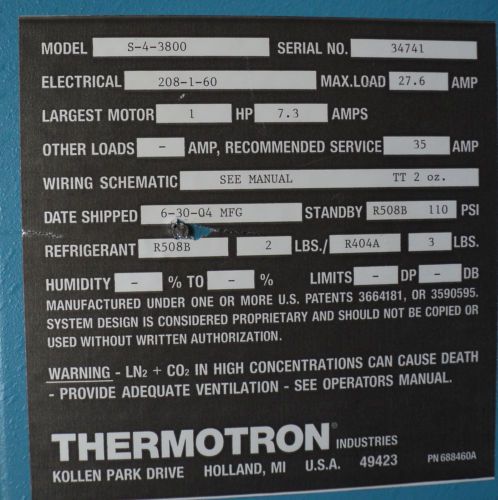 MODEL S-4-3800 SERIAL NO. 34741
ELECTRICAL 208-1-60 MAX.LOAD 27.6 AMP
LARGEST MOTOR 1 HP 7.3 AMPS
OTHER LOADS - AMP, RECOMMENDED SERVICE 35 AMP
WIRING SCHEMATIC SEE MANUAL TT 2 oz.
DATE SHIPPED 6-30-04 MFG STANDBY R508B 110 PSI
REFRIGERANT R508B 2 LBS./ R404A 3 LBS.
HUMIDITY - % TO - % LIMITS - DP - DB
MANUFACTURED UNDER ONE OR MORE U.S. PATENTS 3664181, OR 3590595.
SYSTEM DESIGN IS CONSIDERED PROPRIETARY AND SHOULD NOT BE COPIED OR
USED WITHOUT WRITTEN AUTHORIZATION.
WARNING - LN₂ + CO₂ IN HIGH CONCENTRATIONS CAN CAUSE DEATH
- PROVIDE ADEQUATE VENTILATION - SEE OPERATORS MANUAL.
THERMOTRON® INDUSTRIES
KOLLEN PARK DRIVE HOLLAND, MI U.S.A. 49423 PN 688460A